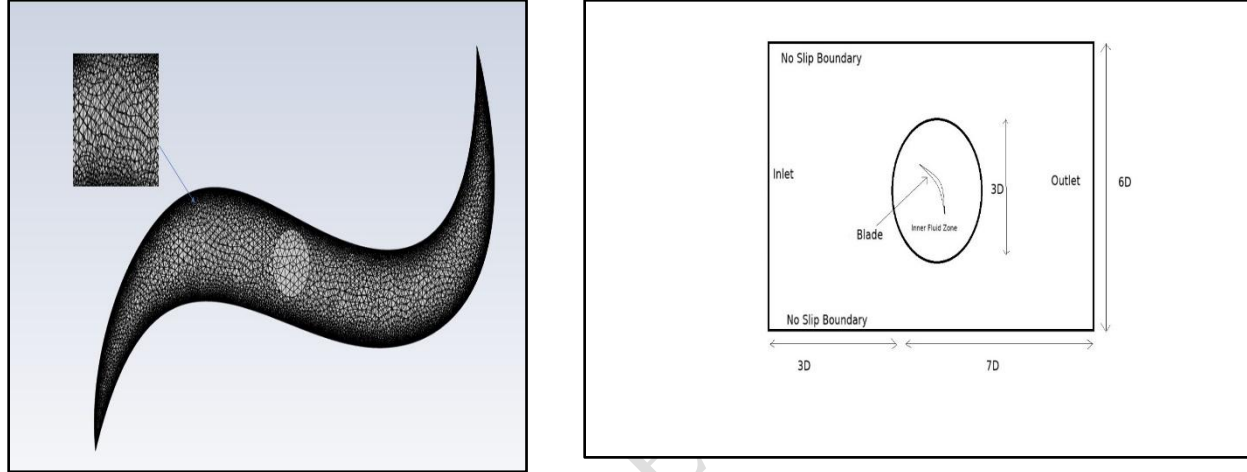 No Slip Boundary
Inlet
3D
Outlet
6D
Blade
Inner Fluid Zone
No Slip Boundary
3D
7D